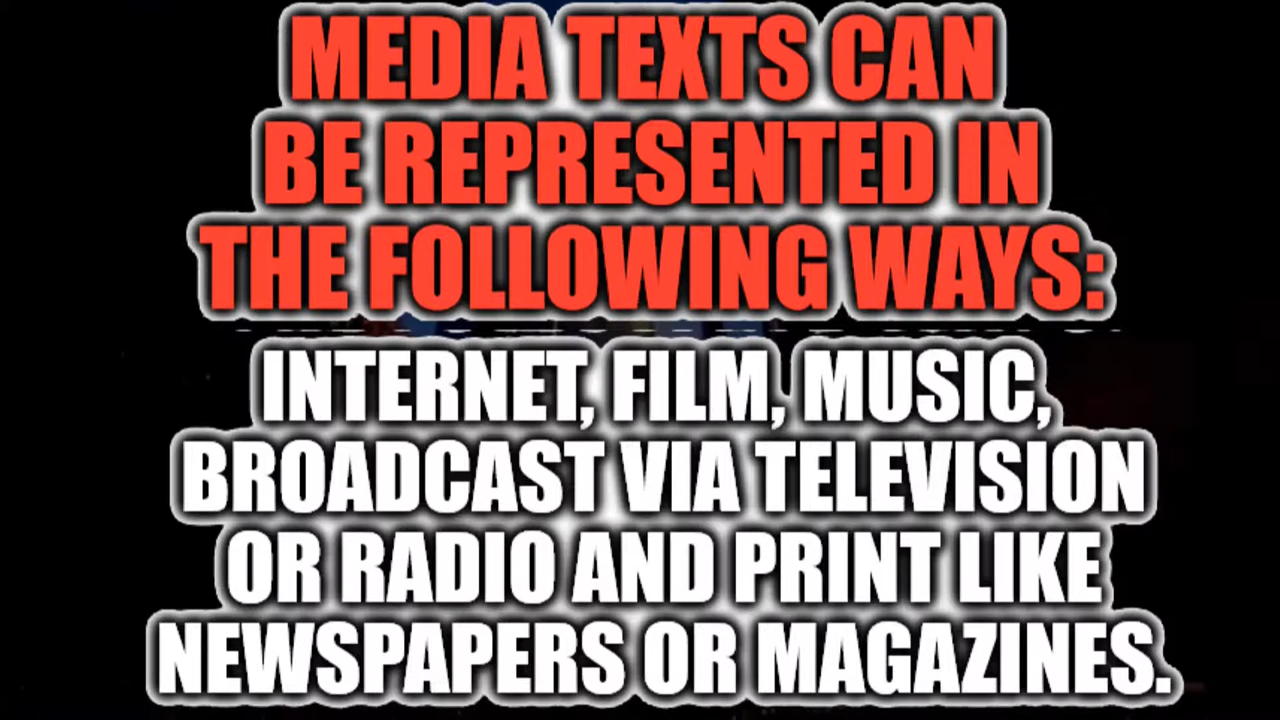 MEDIA TEXTS CAN
BE REPRESENTED IN
THE FOLLOWING WAYS:
INTERNET, FILM, MUSIC,
BROADCAST VIA TELEVISION
OR RADIO AND PRINT LIKE
NEWSPAPERS OR MAGAZINES.